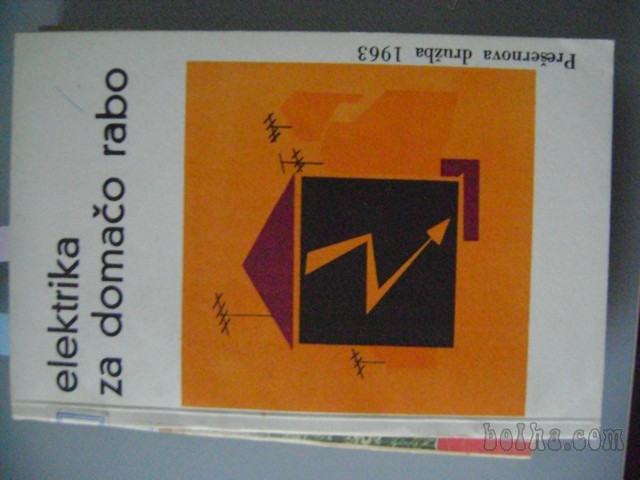 elektrika
za domačo rabo
Prešernova družba 1963
bolha.com